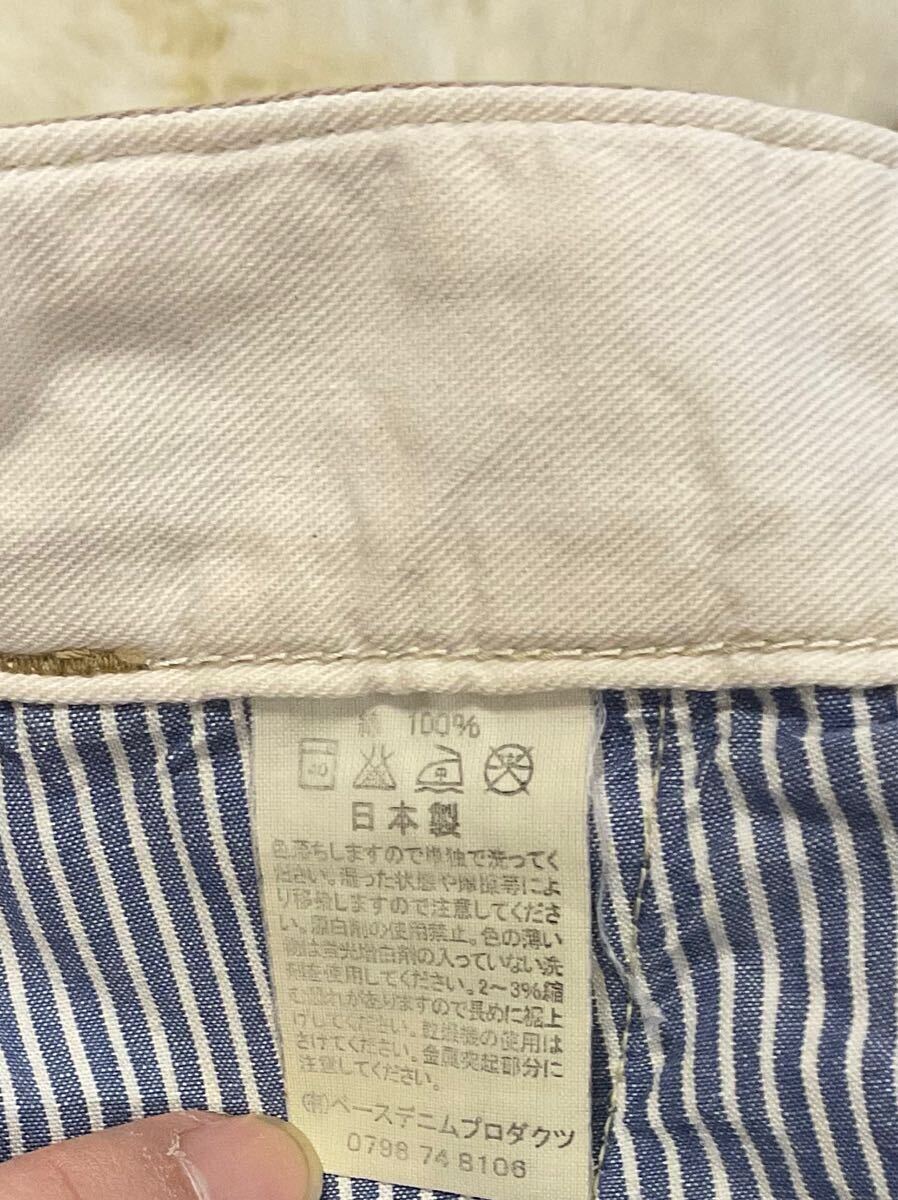 綿 100%
40
日本製
色落ちしますので単独で洗ってく
ださい。湿った状態や摩擦等によ
り移染しますので注意してくださ
い。漂白剤の使用禁止。色の薄い
物は蛍光増白剤の入っていない洗
剤を使用してください。2〜3%縮
む恐れがありますので長めに裾上
げしてください。乾燥機の使用は
さけてください。金属突起部分に
注意してください。
(有)ベースデニムプロダクツ
0798 74 8106